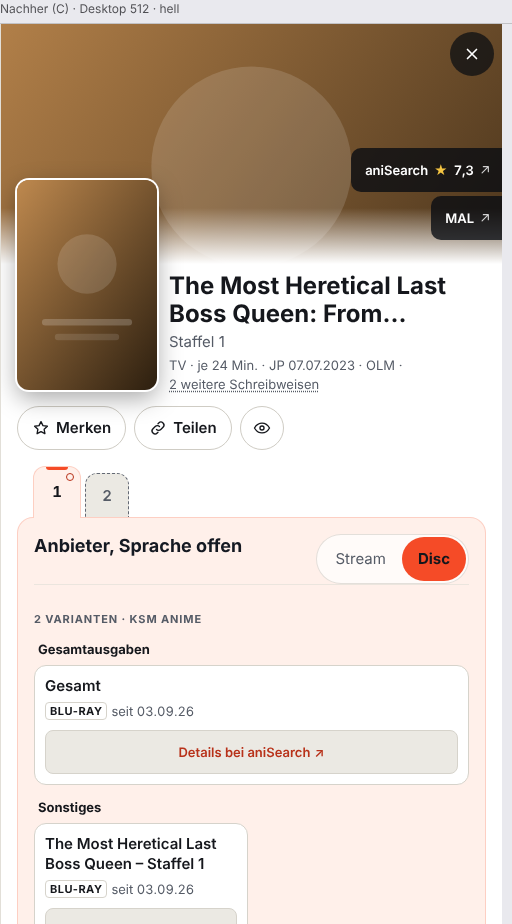 Nachher (C) · Desktop 512 · hell
aniSearch ★ 7,3 ↗
MAL ↗
The Most Heretical Last
Boss Queen: From…
Staffel 1
TV · je 24 Min. · JP 07.07.2023 · OLM ·
2 weitere Schreibweisen
Merken
Teilen
1
2
Anbieter, Sprache offen
Stream
Disc
2 VARIANTEN · KSM ANIME
Gesamtausgaben
Gesamt
BLU-RAY seit 03.09.26
Details bei aniSearch ↗
Sonstiges
The Most Heretical Last
Boss Queen – Staffel 1
BLU-RAY seit 03.09.26